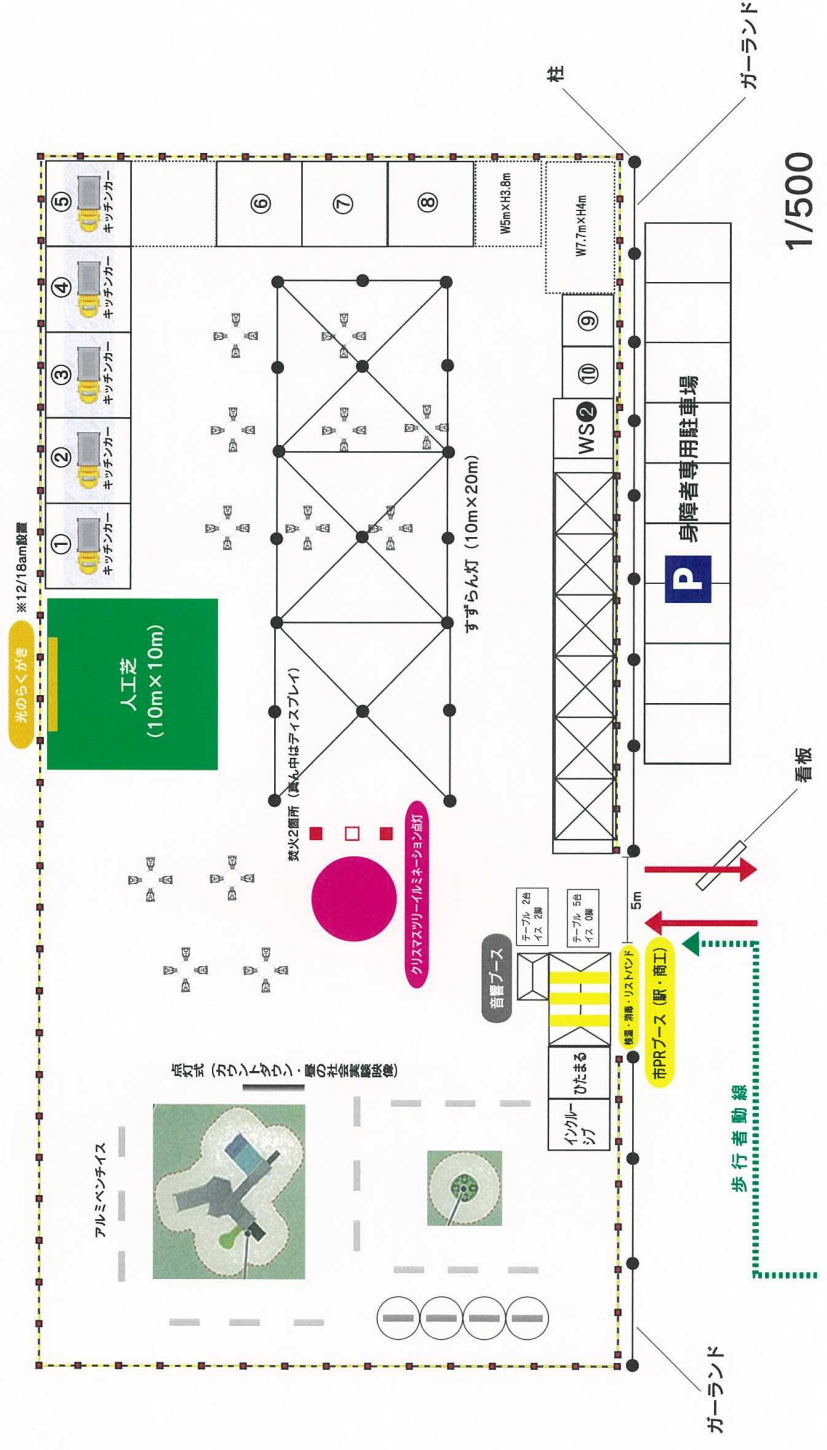 光のらくがき
※12/18am設置
人工芝
(10m×10m)
①
キッチンカー
②
キッチンカー
③
キッチンカー
④
キッチンカー
⑤
キッチンカー
アルミベンチイス
点灯式（カウントダウン・昼の社会実験映像）
焚火2箇所（真ん中はディスプレイ）
クリスマスツリーイルミネーション点灯
すずらん灯（10m×20m）
⑥
⑦
⑧
W5m×H3.8m
W7.7m×H4m
音響ブース
テーブル 2台
イス 2脚
テーブル 5台
イス 0脚
インクルーシブ
ひたまる
WS❷
⑩
⑨
検温・消毒・リストバンド
市PRブース（駅・商工）
5m
柱
ガーランド
P
身障者専用駐車場
歩行者動線
看板
ガーランド
1/500